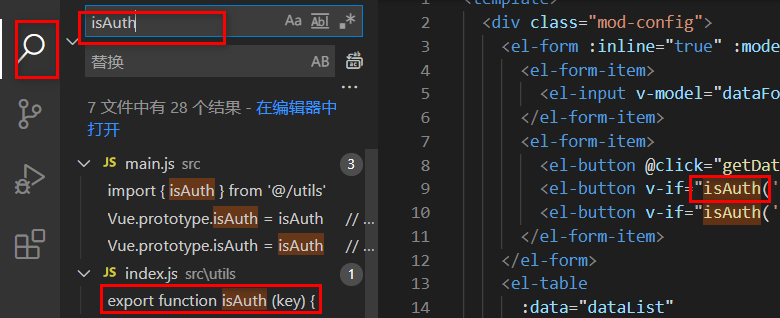 isAuth
Aa Abl .*
替换
AB
...
7 文件中有 28 个结果 - 在编辑器中
打开
JS main.js src 3
import { isAuth } from '@/utils'
Vue.prototype.isAuth = isAuth // ...
Vue.prototype.isAuth = isAuth // ...
JS index.js src\utils 1
export function isAuth (key) {
2 <div class="mod-config">
3 <el-form :inline="true" :mode
4 <el-form-item>
5 <el-input v-model="dataFo
6 </el-form-item>
7 <el-form-item>
8 <el-button @click="getDat
9 <el-button v-if="isAuth('
10 <el-button v-if="isAuth('
11 </el-form-item>
12 </el-form>
13 <el-table
14 :data="dataList"